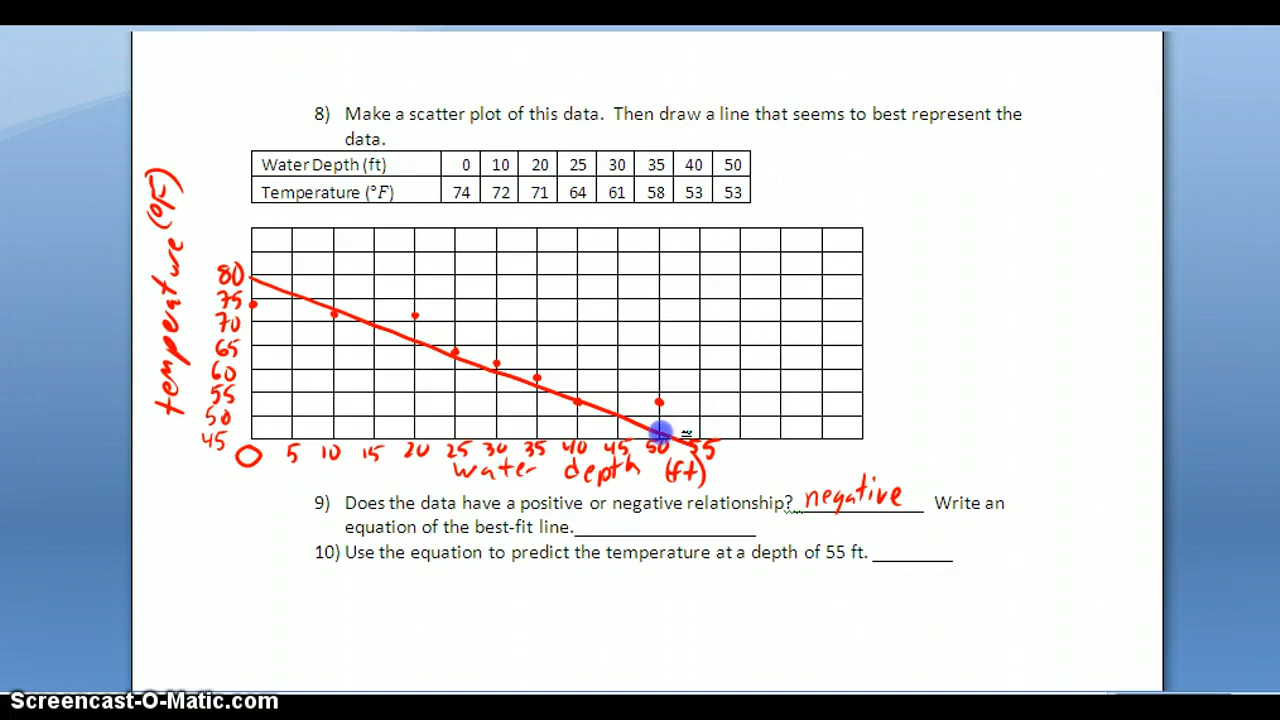 8) Make a scatter plot of this data. Then draw a line that seems to best represent the
data.
Water Depth (ft) 0 10 20 25 30 35 40 50
Temperature (°F) 74 72 71 64 61 58 53 53
temperature (°F)
80
75
70
65
60
55
50
45
0 5 10 15 20 25 30 35 40 45 50 55
water depth (ft)
9) Does the data have a positive or negative relationship? negative Write an
equation of the best-fit line.
10) Use the equation to predict the temperature at a depth of 55 ft.
Screencast-O-Matic.com